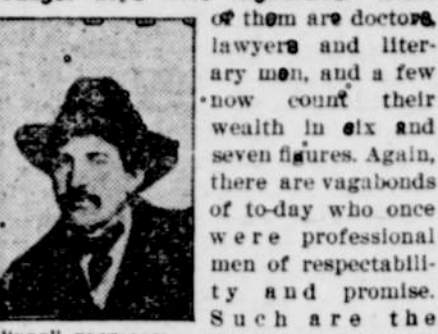 of them are doctors,
lawyers and liter-
ary men, and a few
now count their
wealth in six and
seven figures. Again,
there are vagabonds
of to-day who once
were professional
men of respectabili-
ty and promise.
Such are the